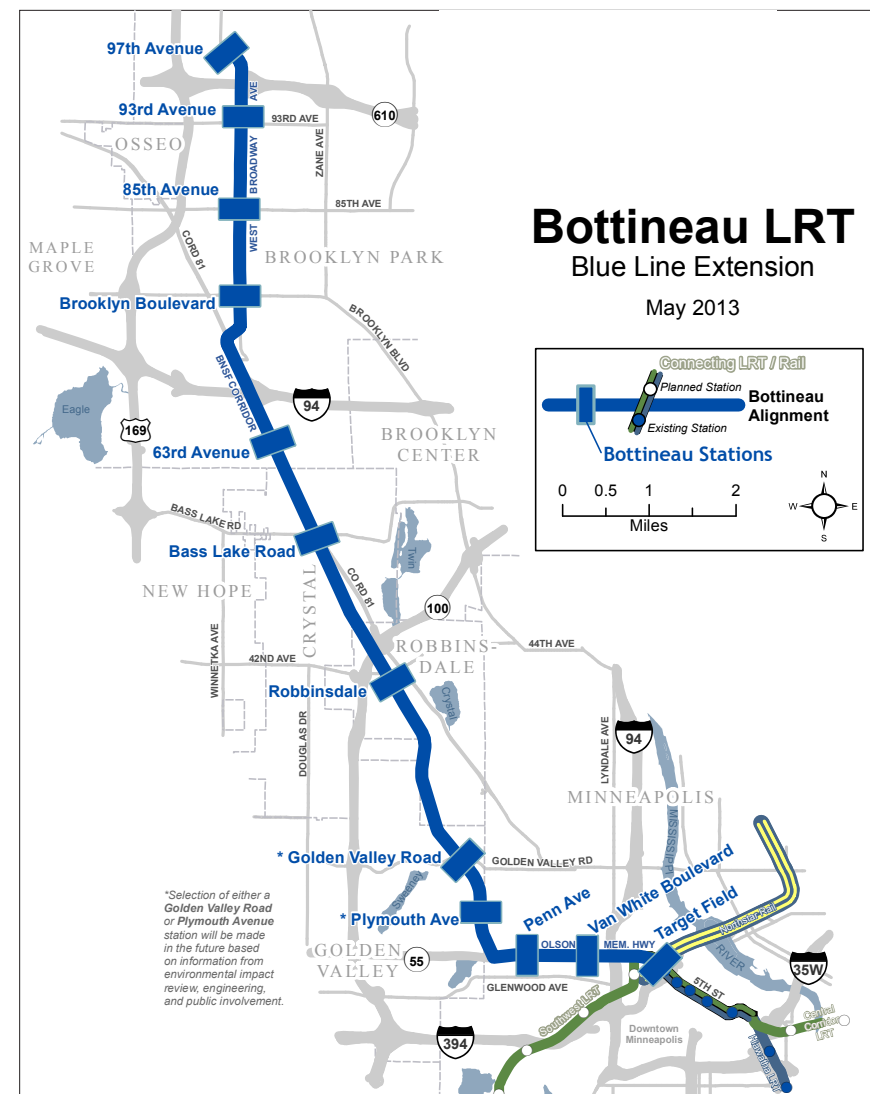 97th Avenue
93rd Avenue
AVE
93RD AVE
610
OSSEO
ZANE AVE
BROADWAY
85th Avenue
85TH AVE
WEST
CORD 81
MAPLE
GROVE
BROOKLYN PARK
Brooklyn Boulevard
BROOKLYN BLVD
BNSF CORRIDOR
Eagle
94
169
63rd Avenue
BROOKLYN
CENTER
BASS LAKE RD
Bass Lake Road
Twin
NEW HOPE
CRYSTAL
CO RD 81
100
ROBBINS-
DALE
44TH AVE
WINNETKA AVE
42ND AVE
Robbinsdale
Crystal
DOUGLAS DR
LYNDALE AVE
94
MINNEAPOLIS
MISSISSIPPI
* Golden Valley Road
GOLDEN VALLEY RD
Sweeney
* Plymouth Ave
Penn Ave
Van White Boulevard
Target Field
Northstar Rail
RIVER
OLSON
MEM. HWY
GOLDEN
VALLEY
55
GLENWOOD AVE
5TH ST
35W
Southwest LRT
Downtown
Minneapolis
Central
Corridor
LRT
Hiawatha LRT
394
*Selection of either a
Golden Valley Road
or Plymouth Avenue
station will be made
in the future based
on information from
environmental impact
review, engineering,
and public involvement.
Bottineau LRT
Blue Line Extension
May 2013
Connecting LRT / Rail
Planned Station
Existing Station
Bottineau
Alignment
Bottineau Stations
0 0.5 1 2
Miles
N
W
E
S